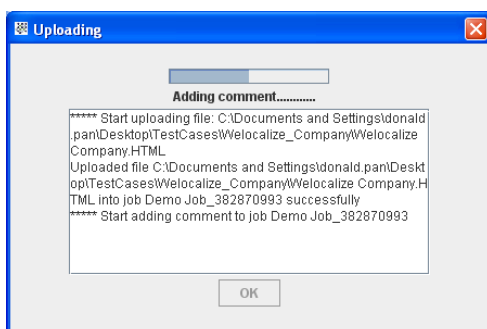 Uploading
Adding comment............
***** Start uploading file: C:\Documents and Settings\donald
.pan\Desktop\TestCases\Welocalize_Company\Welocalize
Company.HTML
Uploaded file C:\Documents and Settings\donald.pan\Deskt
op\TestCases\Welocalize_Company\Welocalize Company.H
TML into job Demo Job_382870993 successfully
***** Start adding comment to job Demo Job_382870993
OK